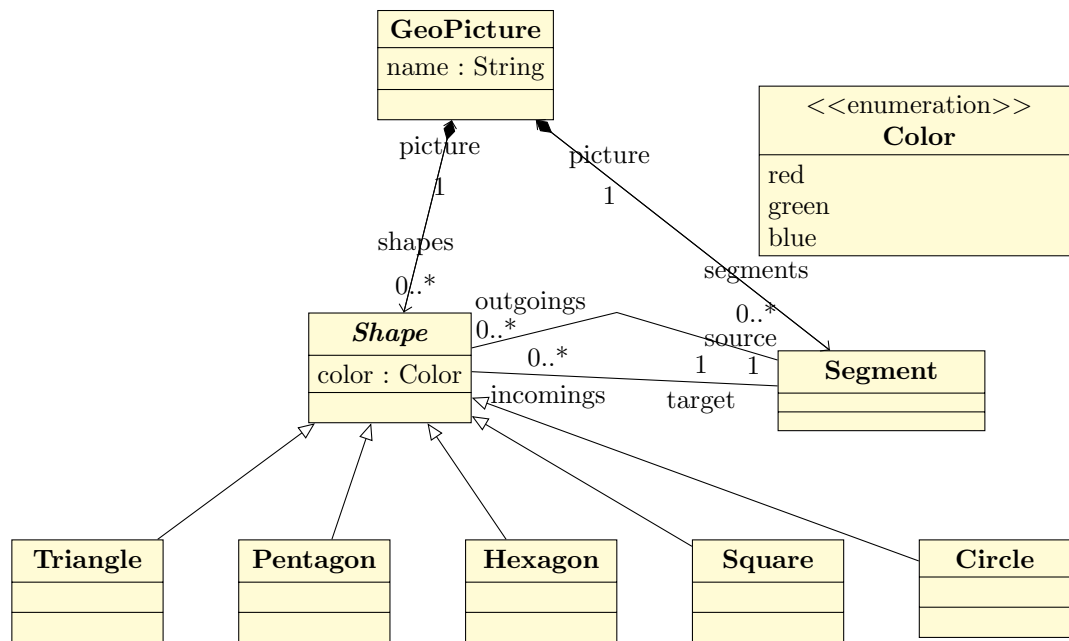 GeoPicture
name : String
<<enumeration>>
Color
red
green
blue
picture
1
picture
1
shapes
0..*
segments
0..*
outgoings
0..*
source
1
0..*
1
incomings
target
Shape
color : Color
Segment
Triangle
Pentagon
Hexagon
Square
Circle